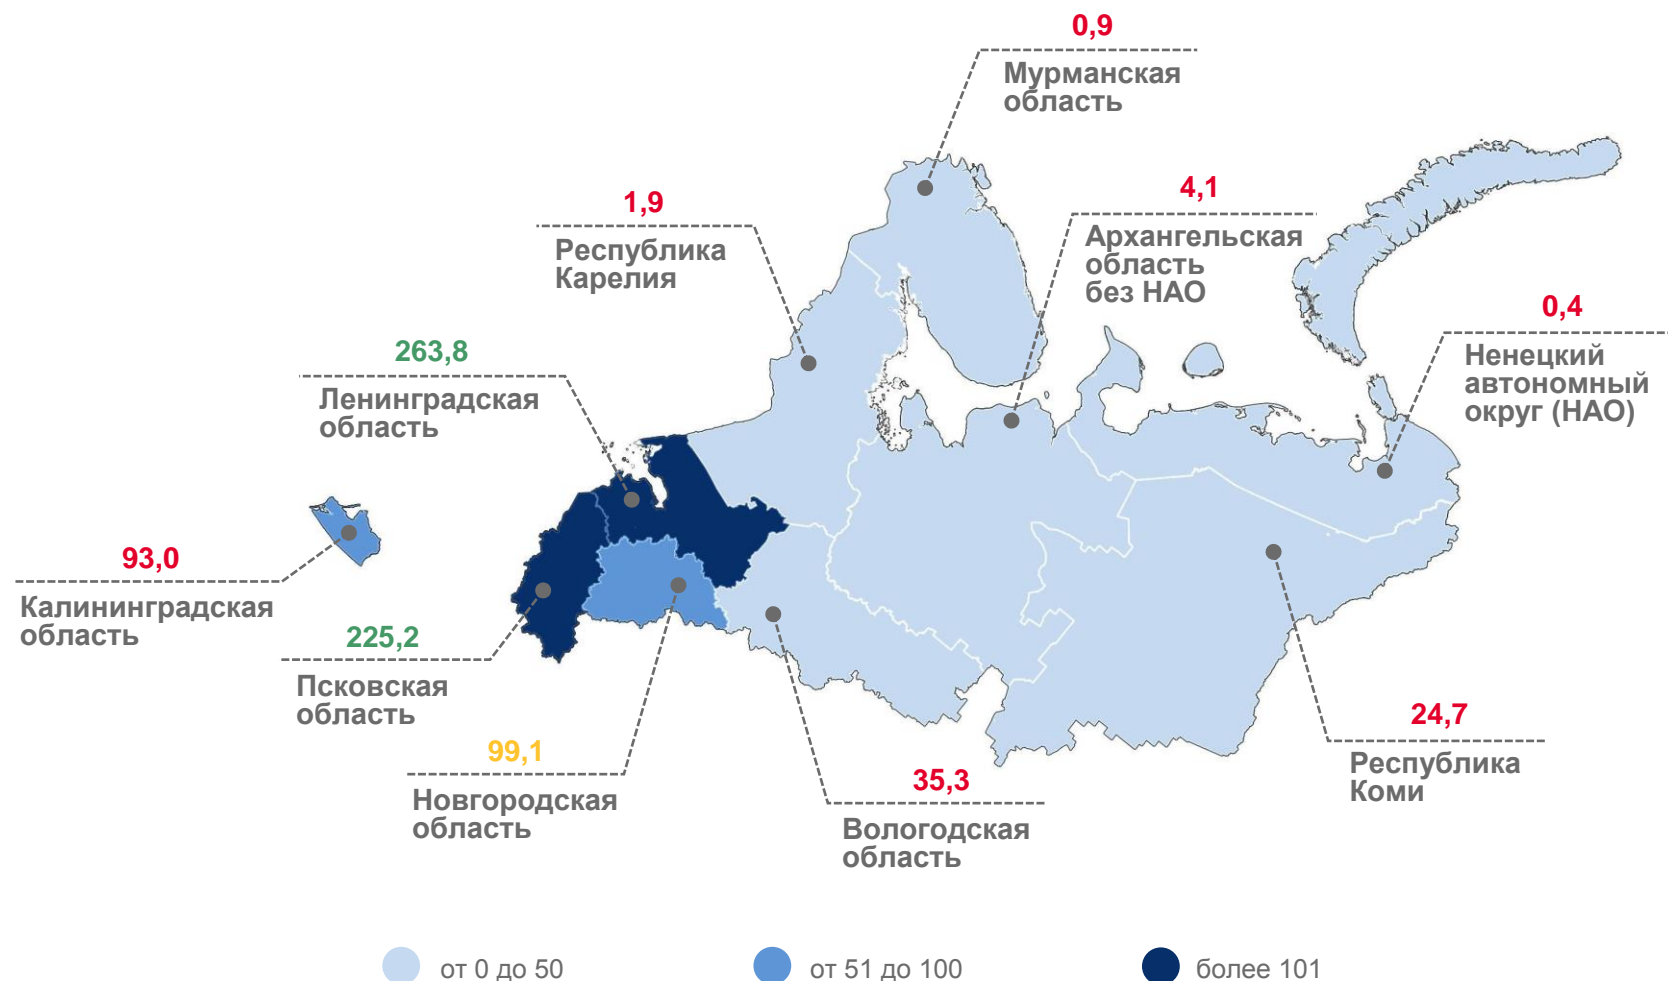 0,9
Мурманская
область
1,9
Республика
Карелия
4,1
Архангельская
область
без НАО
0,4
Ненецкий
автономный
округ (НАО)
263,8
Ленинградская
область
93,0
Калининградская
область
225,2
Псковская
область
99,1
Новгородская
область
35,3
Вологодская
область
24,7
Республика
Коми
от 0 до 50
от 51 до 100
более 101